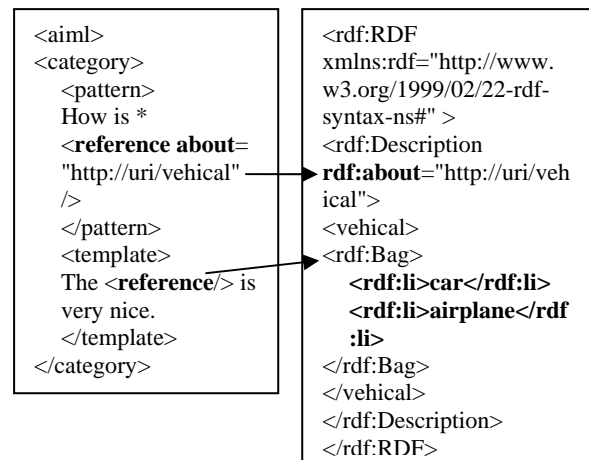 <aiml>
<category>
<pattern>
How is *
<reference about=
"http://uri/vehical"
/>
</pattern>
<template>
The <reference/> is
very nice.
</template>
</category>
<rdf:RDF
xmlns:rdf="http://www.
w3.org/1999/02/22-rdf-
syntax-ns#" >
<rdf:Description
rdf:about="http://uri/veh
ical">
<vehical>
<rdf:Bag>
<rdf:li>car</rdf:li>
<rdf:li>airplane</rdf
:li>
</rdf:Bag>
</vehical>
</rdf:Description>
</rdf:RDF>